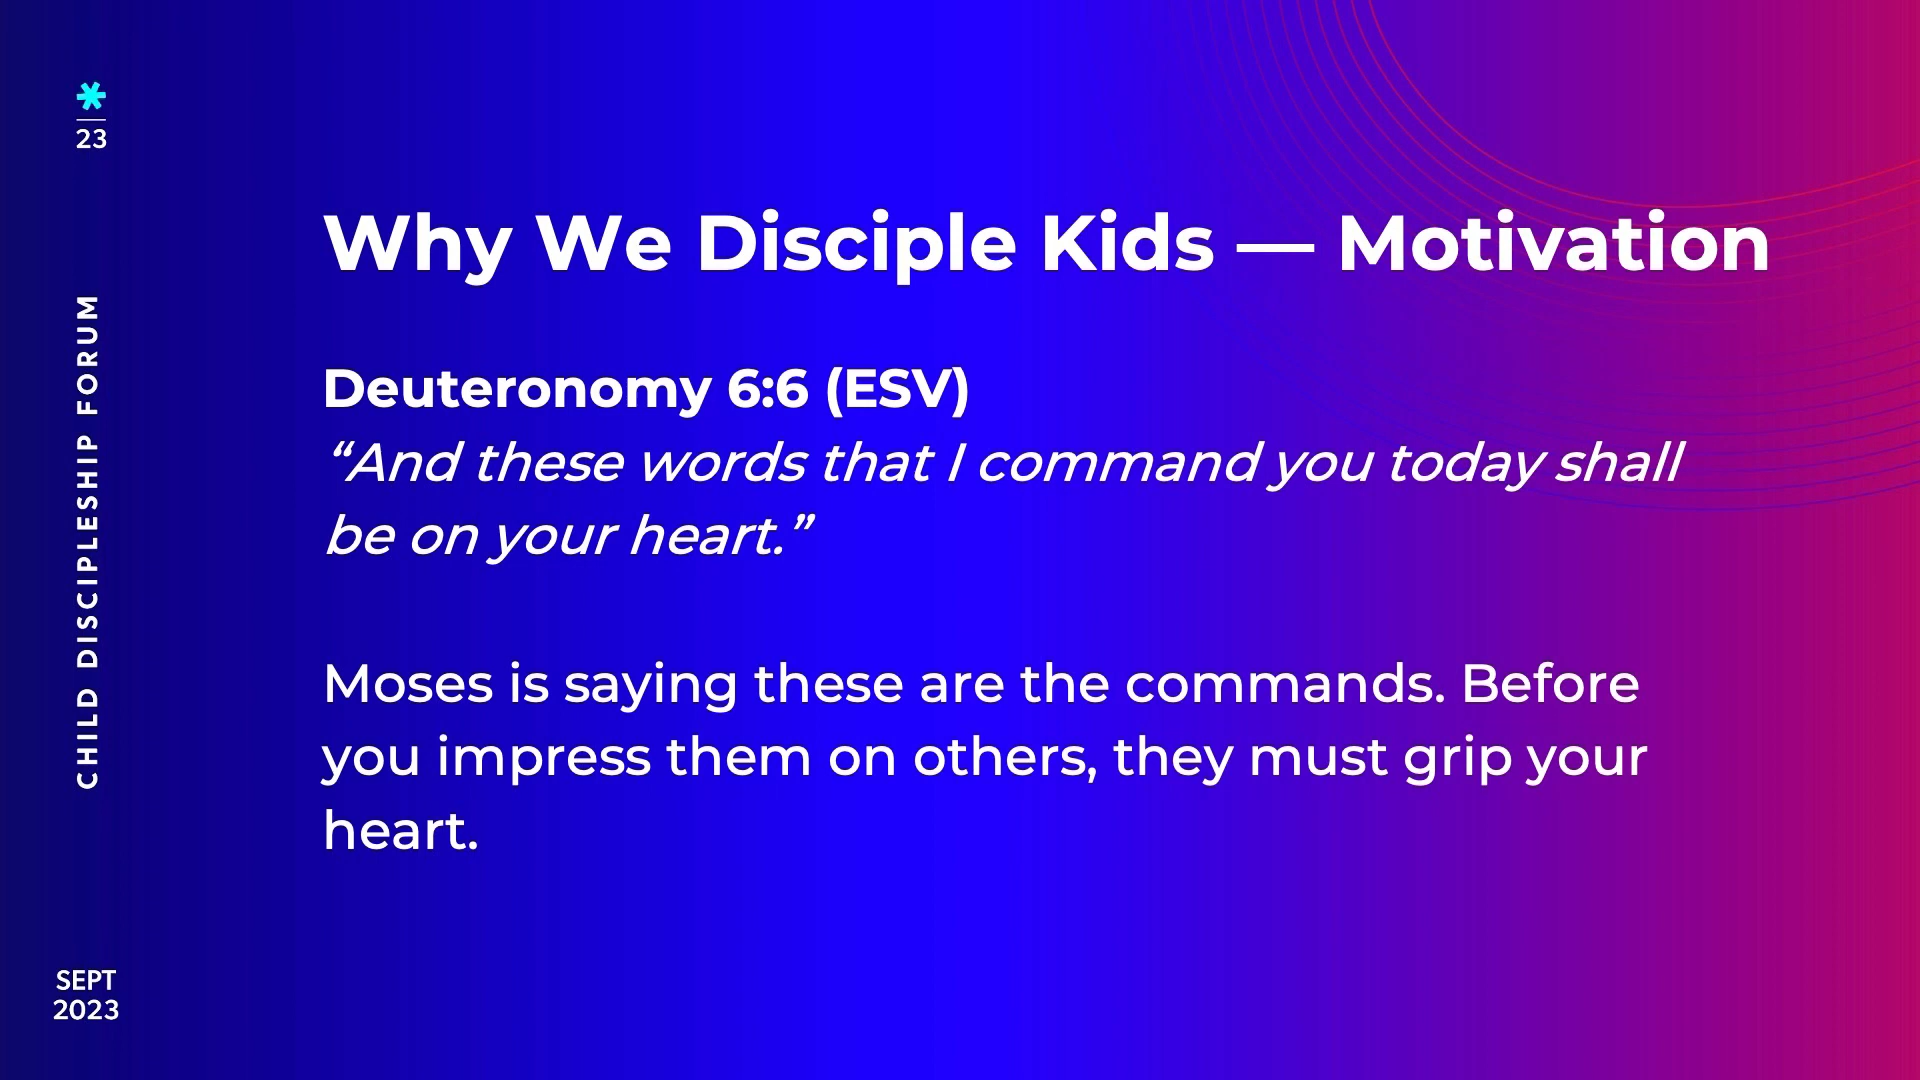 23
CHILD DISCIPLESHIP FORUM
SEPT
2023
Why We Disciple Kids — Motivation
Deuteronomy 6:6 (ESV)
“And these words that I command you today shall
be on your heart.”
Moses is saying these are the commands. Before
you impress them on others, they must grip your
heart.